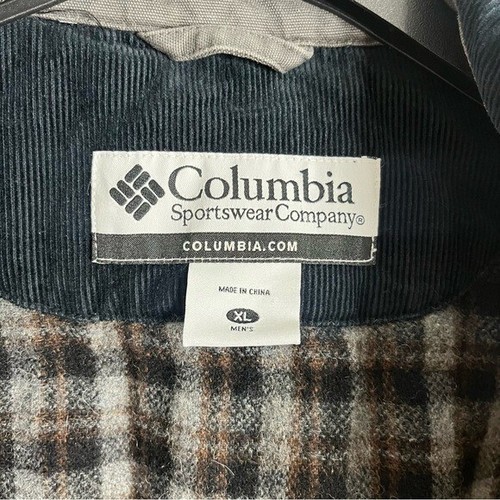 Columbia
Sportswear Company®
COLUMBIA.COM
MADE IN CHINA
XL
MEN'S